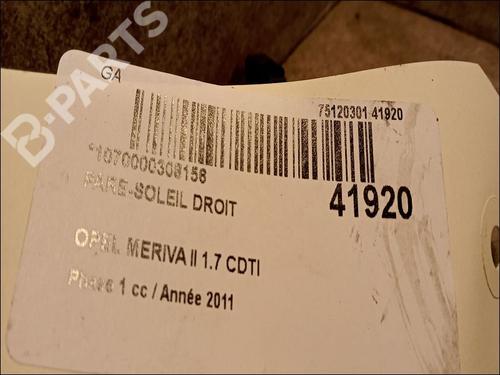 B-PARTS
GA
75120301 41920
*1070000308158
PARE-SOLEIL DROIT
41920
OPEL MERIVA II 1.7 CDTI
Phase 1 cc / Année 2011